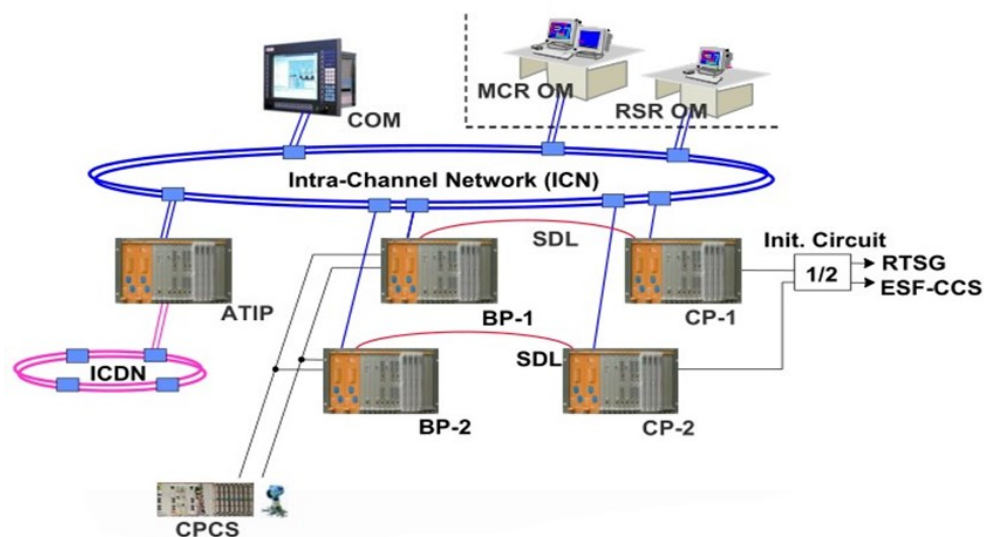 MCR OM
COM
RSR OM
Intra-Channel Network (ICN)
SDL
Init. Circuit
1/2
RTSG
ESF-CCS
ATIP
BP-1
CP-1
SDL
ICDN
BP-2
CP-2
CPCS